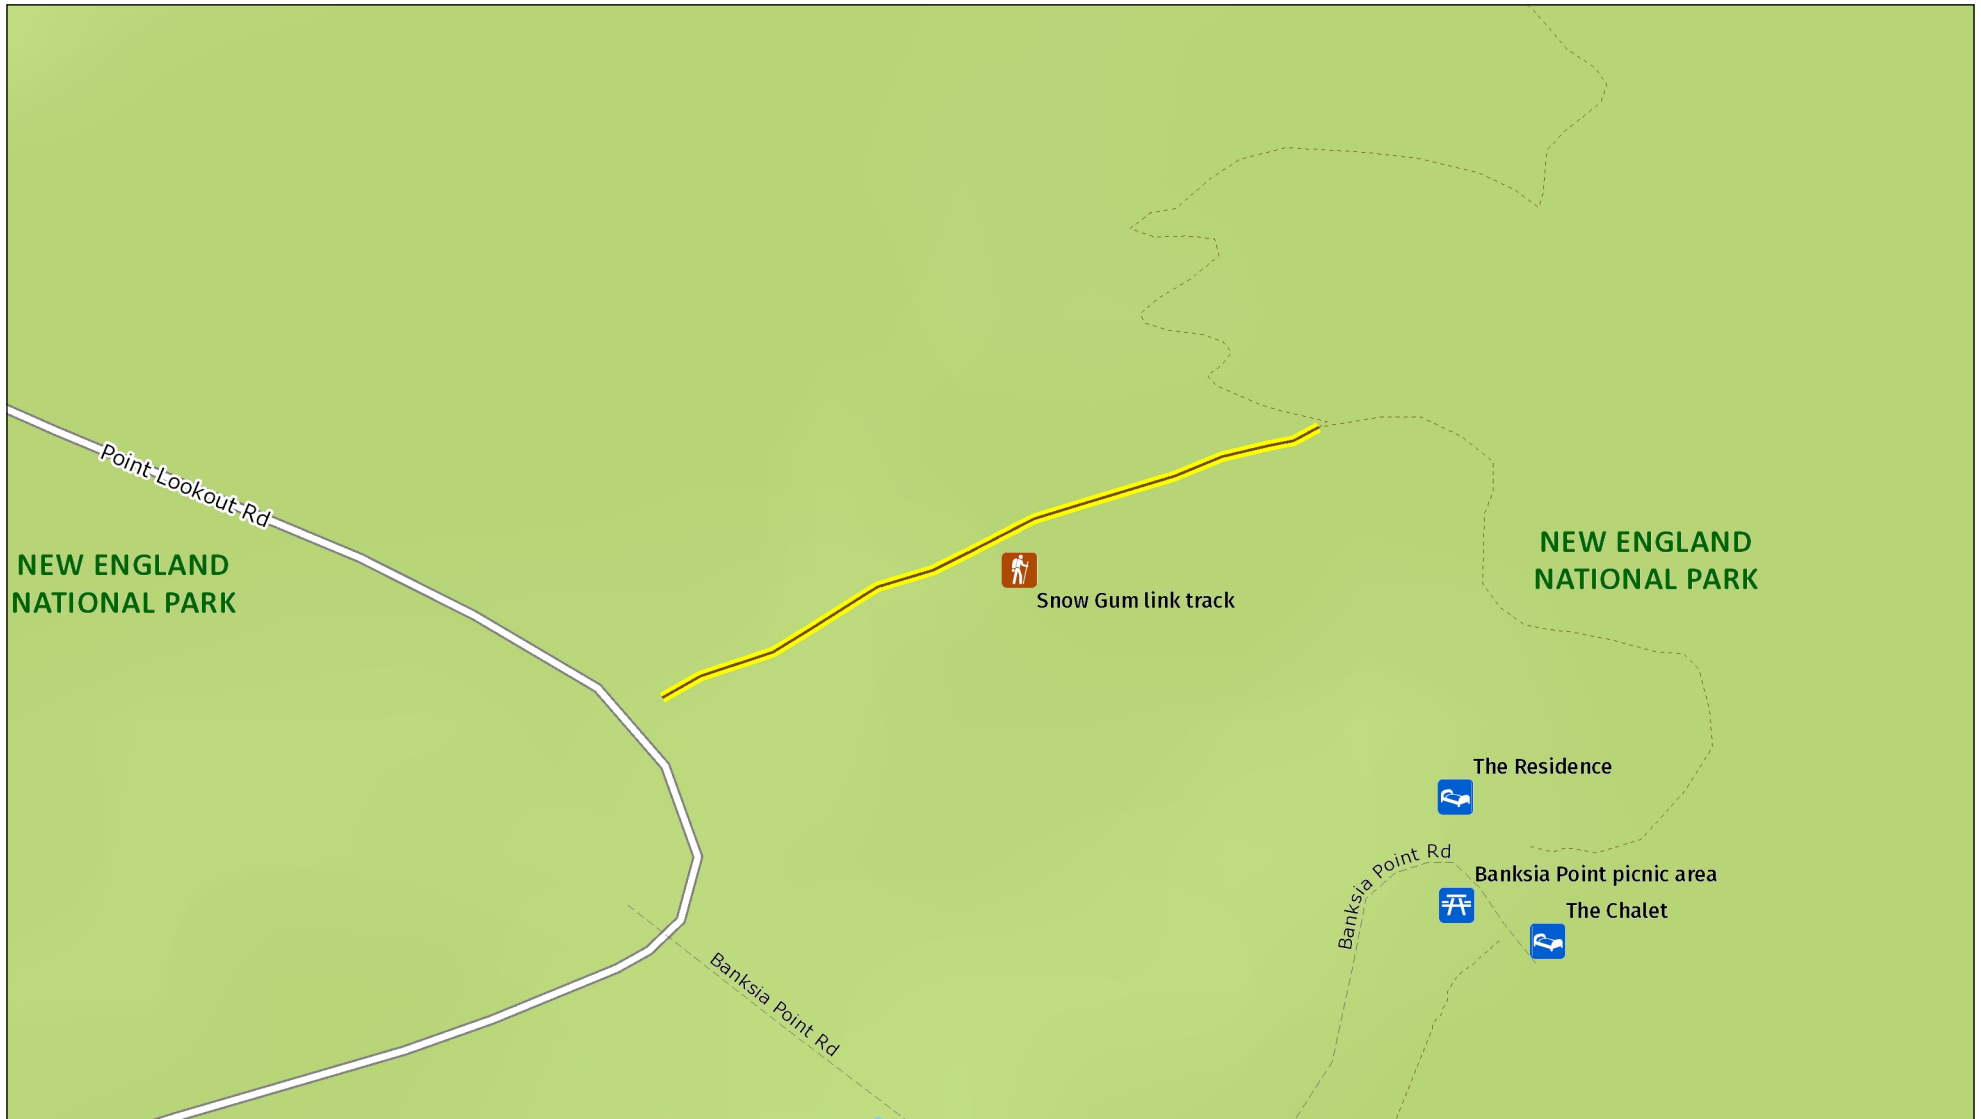 Point Lookout Rd
NEW ENGLAND
NATIONAL PARK
NEW ENGLAND
NATIONAL PARK
Snow Gum link track
The Residence
Banksia Point Rd
Banksia Point picnic area
The Chalet
Banksia Point Rd